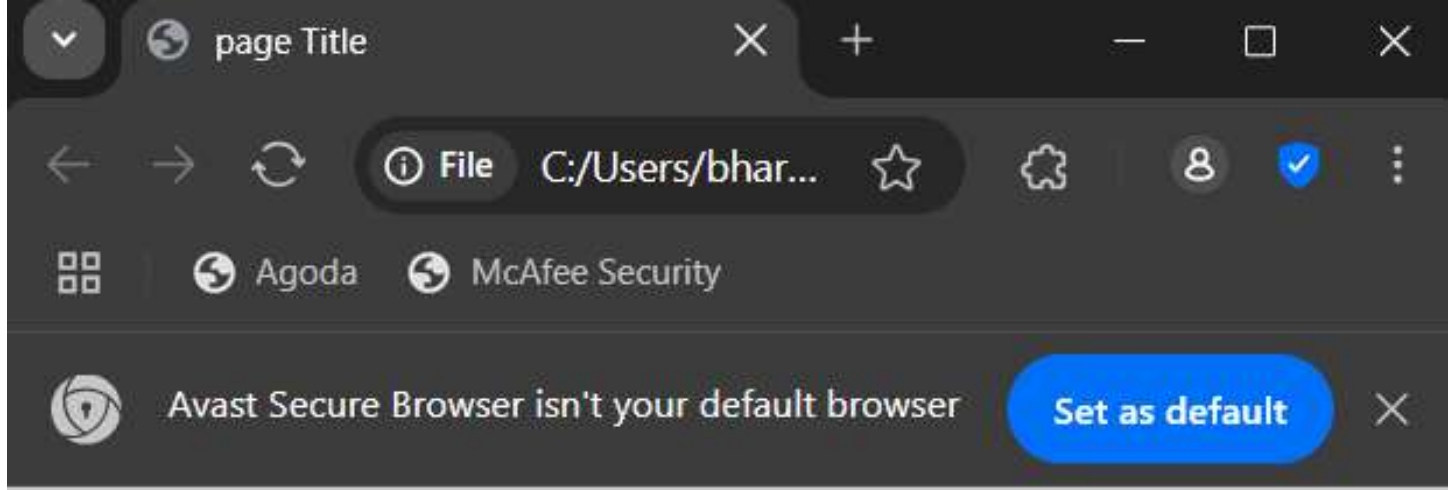 page Title
File C:/Users/bhar...
Agoda McAfee Security
Avast Secure Browser isn't your default browser Set as default